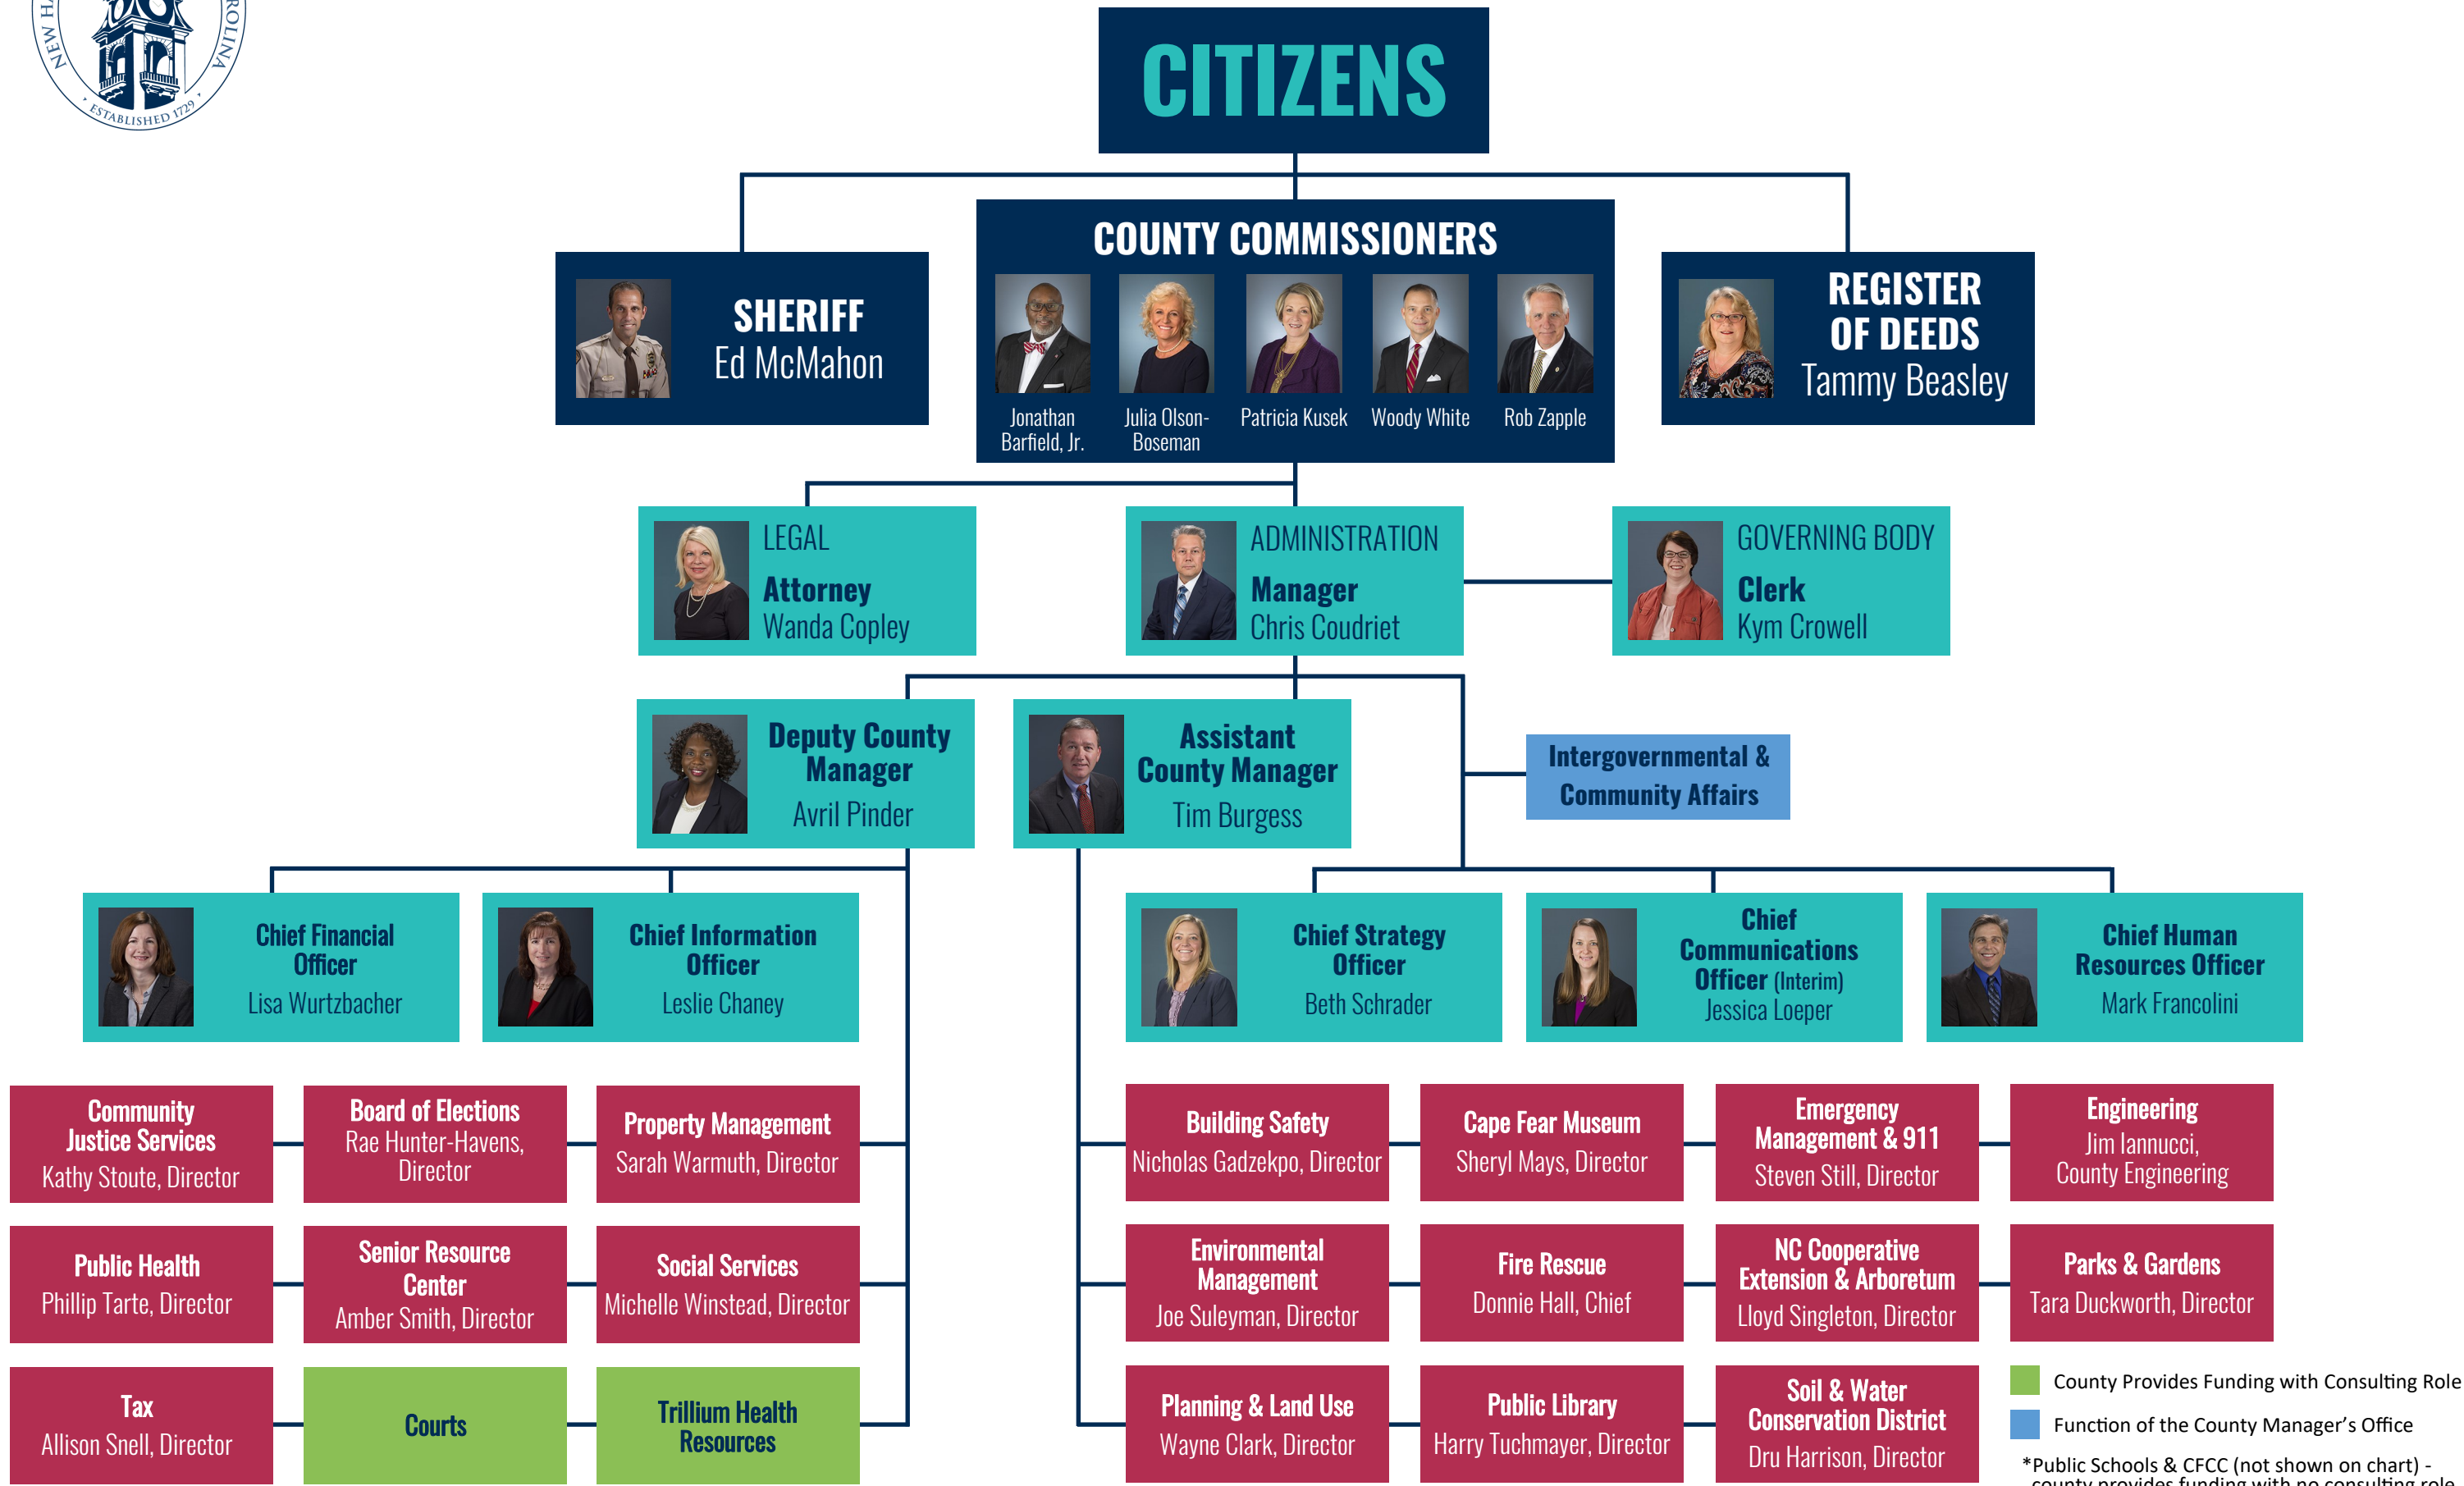 NEW HA
ROLINA
· ESTABLISHED 1729 ·
CITIZENS
SHERIFF
Ed McMahon
COUNTY COMMISSIONERS
Jonathan
Barfield, Jr.
Julia Olson-
Boseman
Patricia Kusek
Woody White
Rob Zapple
REGISTER
OF DEEDS
Tammy Beasley
LEGAL
Attorney
Wanda Copley
ADMINISTRATION
Manager
Chris Coudriet
GOVERNING BODY
Clerk
Kym Crowell
Deputy County
Manager
Avril Pinder
Assistant
County Manager
Tim Burgess
Intergovernmental &
Community Affairs
Chief Financial
Officer
Lisa Wurtzbacher
Chief Information
Officer
Leslie Chaney
Chief Strategy
Officer
Beth Schrader
Chief
Communications
Officer (Interim)
Jessica Loeper
Chief Human
Resources Officer
Mark Francolini
Community
Justice Services
Kathy Stoute, Director
Board of Elections
Rae Hunter-Havens,
Director
Property Management
Sarah Warmuth, Director
Building Safety
Nicholas Gadzekpo, Director
Cape Fear Museum
Sheryl Mays, Director
Emergency
Management & 911
Steven Still, Director
Engineering
Jim Iannucci,
County Engineering
Public Health
Phillip Tarte, Director
Senior Resource
Center
Amber Smith, Director
Social Services
Michelle Winstead, Director
Environmental
Management
Joe Suleyman, Director
Fire Rescue
Donnie Hall, Chief
NC Cooperative
Extension & Arboretum
Lloyd Singleton, Director
Parks & Gardens
Tara Duckworth, Director
Tax
Allison Snell, Director
Courts
Trillium Health
Resources
Planning & Land Use
Wayne Clark, Director
Public Library
Harry Tuchmayer, Director
Soil & Water
Conservation District
Dru Harrison, Director
County Provides Funding with Consulting Role
Function of the County Manager's Office
*Public Schools & CFCC (not shown on chart) -
county provides funding with no consulting role